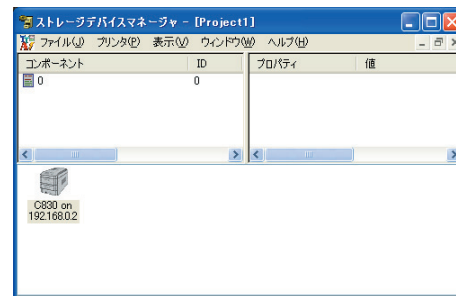 ストレージデバイスマネージャ - [Project1]
ファイル(J) プリンタ(P) 表示(V) ウィンドウ(W) ヘルプ(H)
コンポーネント ID プロパティ 値
0 0
C830 on
192.168.0.2